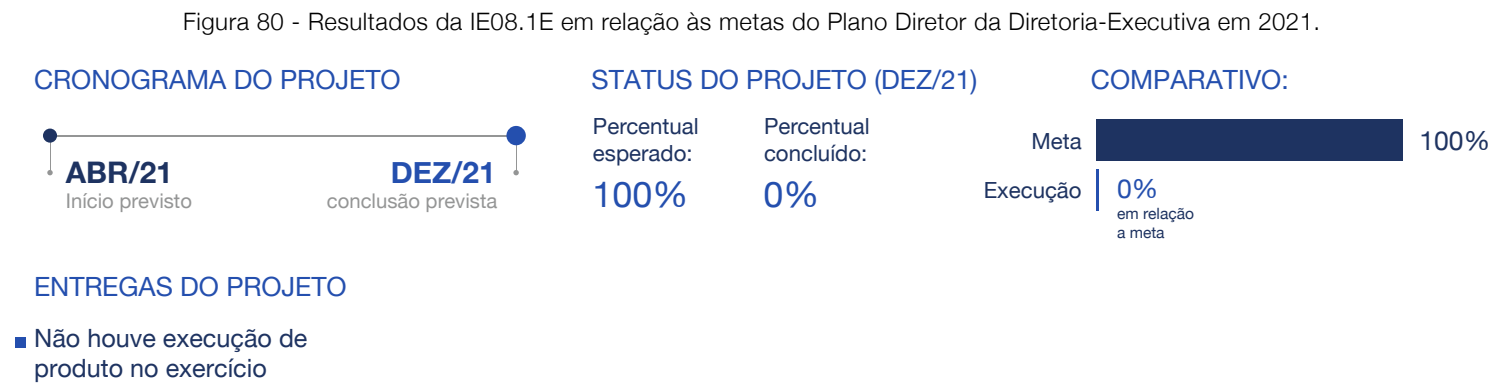 Figura 80 - Resultados da IE08.1E em relação às metas do Plano Diretor da Diretoria-Executiva em 2021.
CRONOGRAMA DO PROJETO
ABR/21
Início previsto
DEZ/21
conclusão prevista
STATUS DO PROJETO (DEZ/21)
Percentual
esperado:
100%
Percentual
concluído:
0%
COMPARATIVO:
Meta
100%
Execução
0%
em relação
a meta
ENTREGAS DO PROJETO
Não houve execução de
produto no exercício